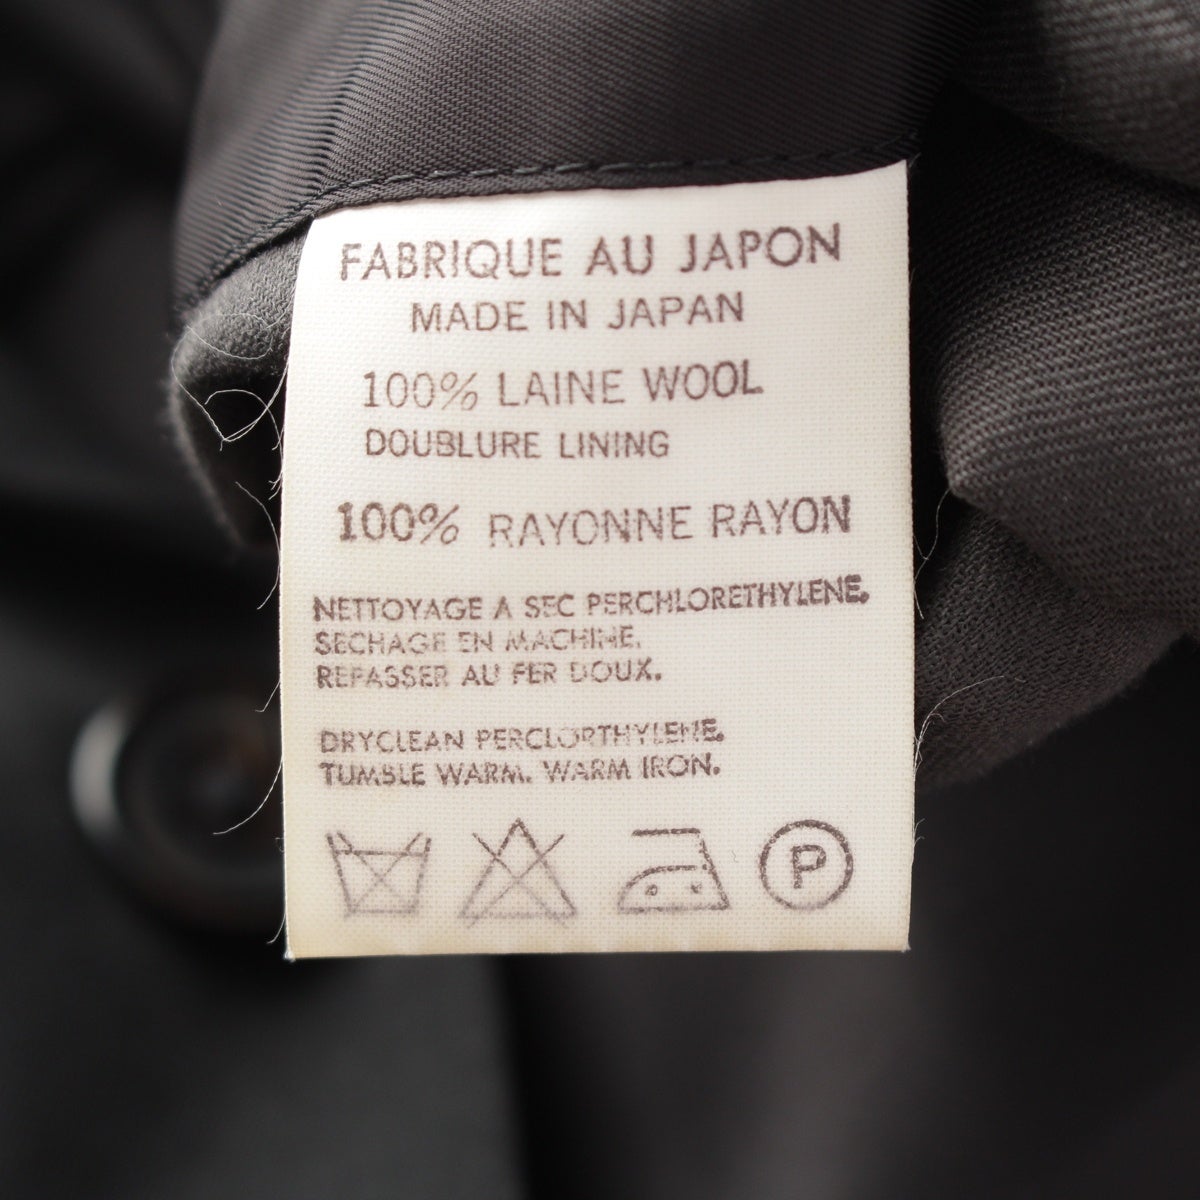 FABRIQUE AU JAPON
MADE IN JAPAN
100% LAINE WOOL
DOUBLURE LINING
100% RAYONNE RAYON
NETTOYAGE A SEC PERCHLORETHYLENE.
SECHAGE EN MACHINE.
REPASSER AU FER DOUX.
DRYCLEAN PERCLORTHYLENE.
TUMBLE WARM. WARM IRON.
P